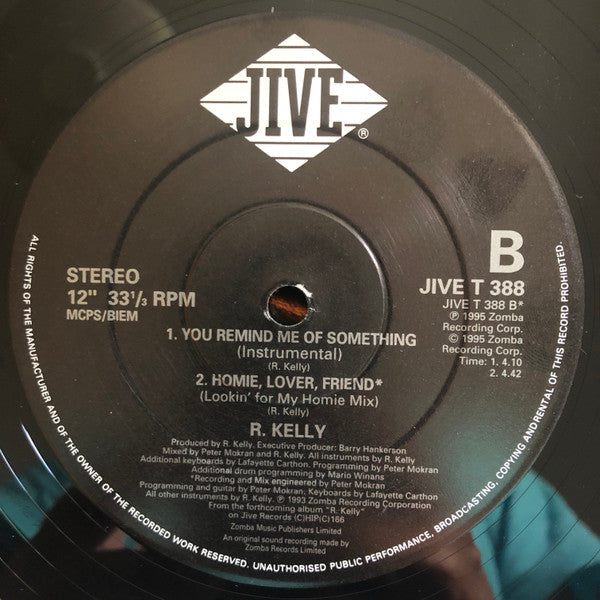 JIVE
®
B
STEREO
12" 33⅓ RPM
MCPS/BIEM
JIVE T 388
JIVE T 388 B*
℗ 1995 Zomba
Recording Corp.
© 1995 Zomba
Recording Corp.
Time: 1. 4.10
2. 4.42
1. YOU REMIND ME OF SOMETHING
(Instrumental)
(R. Kelly)
2. HOMIE, LOVER, FRIEND*
(Lookin' for My Homie Mix)
(R. Kelly)
R. KELLY
Produced by R. Kelly. Executive Producer: Barry Hankerson
Mixed by Peter Mokran and R. Kelly. All instruments by R. Kelly
Additional keyboards by Lafayette Carthon. Programming by Peter Mokran
Additional drum programming by Mario Winans
*Recording and Mix engineered by Peter Mokran
Programming and guitar by Peter Mokran; Keyboards by Lafayette Carthon
All other instruments by R. Kelly. ℗ 1993 Zomba Recording Corporation
From the forthcoming album "R. Kelly"
on Jive Records (C)HIP(C)166
Zomba Music Publishers Limited
An original sound recording made by
Zomba Records Limited
ALL RIGHTS OF THE MANUFACTURER AND OF THE OWNER OF THE RECORDED WORK RESERVED. UNAUTHORISED PUBLIC PERFORMANCE, BROADCASTING, COPYING AND RENTAL OF THIS RECORD PROHIBITED.